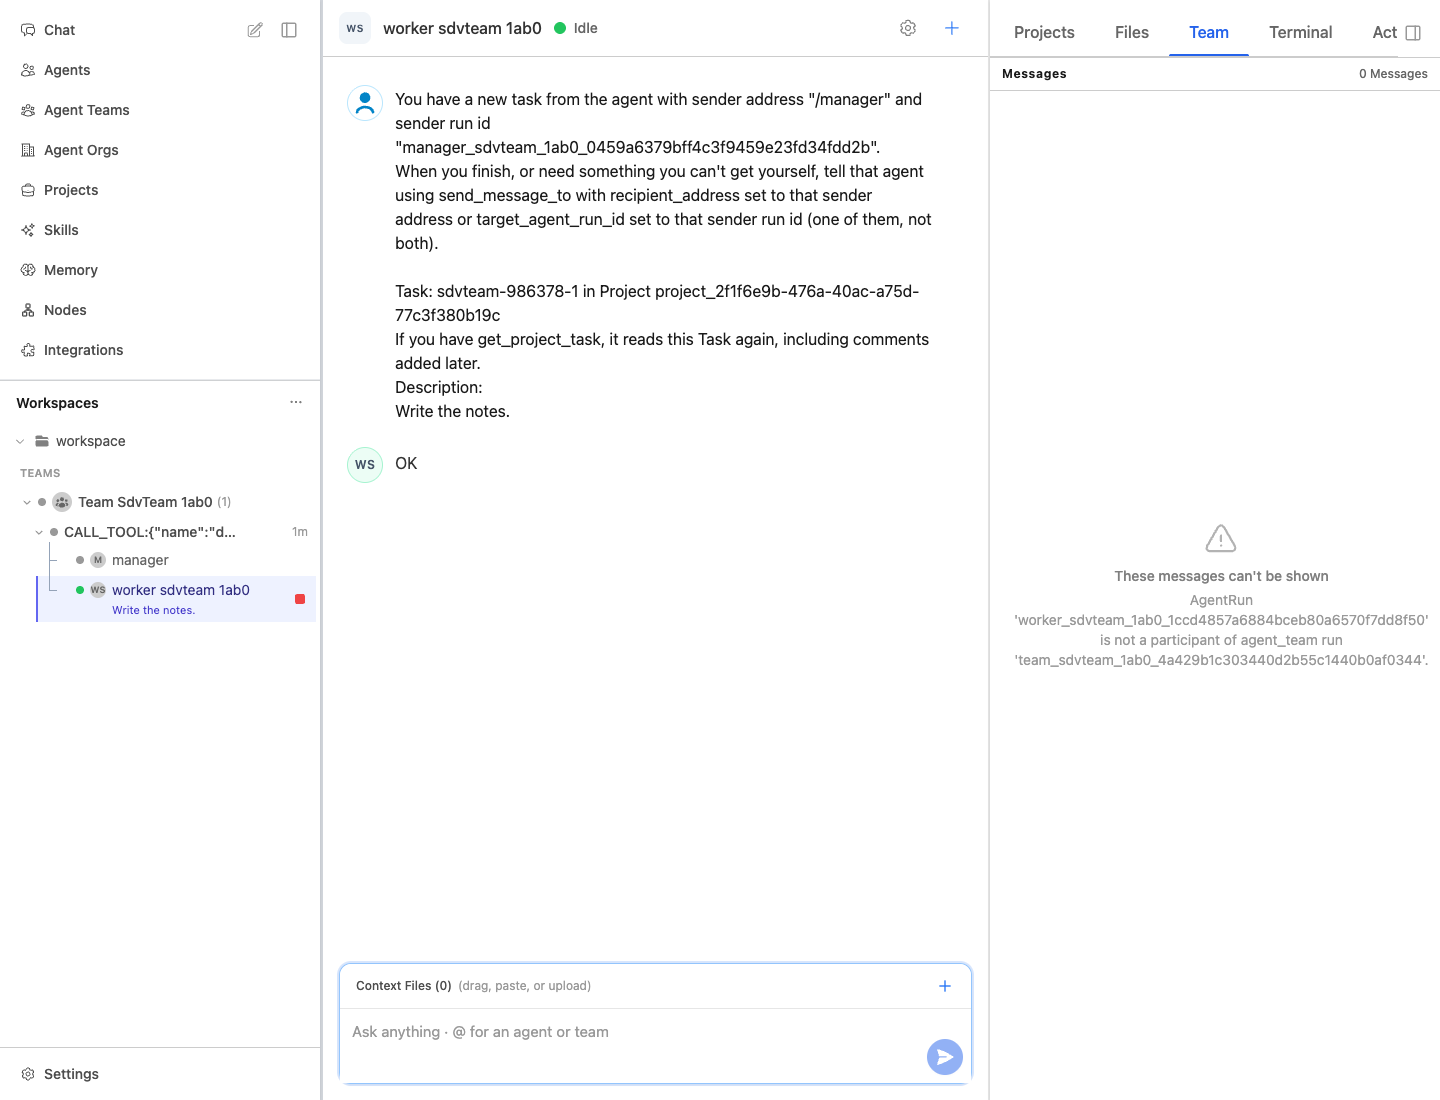 Chat
Agents
Agent Teams
Agent Orgs
Projects
Skills
Memory
Nodes
Integrations
Workspaces
workspace
TEAMS
Team SdvTeam 1ab0 (1)
CALL_TOOL:{"name":"d... 1m
M manager
WS worker sdvteam 1ab0
Write the notes.
Settings
WS worker sdvteam 1ab0 Idle
You have a new task from the agent with sender address "/manager" and
sender run id
"manager_sdvteam_1ab0_0459a6379bff4c3f9459e23fd34fdd2b".
When you finish, or need something you can't get yourself, tell that agent
using send_message_to with recipient_address set to that sender
address or target_agent_run_id set to that sender run id (one of them, not
both).
Task: sdvteam-986378-1 in Project project_2f1f6e9b-476a-40ac-a75d-
77c3f380b19c
If you have get_project_task, it reads this Task again, including comments
added later.
Description:
Write the notes.
WS OK
Context Files (0) (drag, paste, or upload)
Ask anything · @ for an agent or team
Projects Files Team Terminal Act
Messages 0 Messages
These messages can't be shown
AgentRun
'worker_sdvteam_1ab0_1ccd4857a6884bceb80a6570f7dd8f50'
is not a participant of agent_team run
'team_sdvteam_1ab0_4a429b1c303440d2b55c1440b0af0344'.